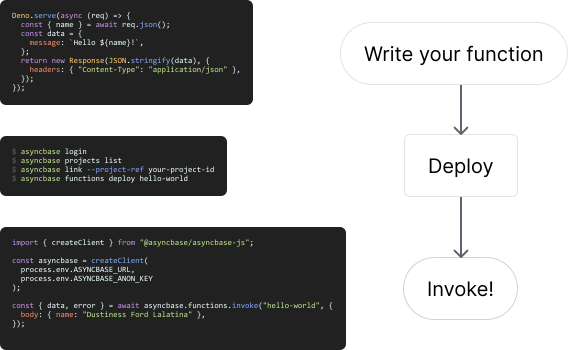 Deno.serve(async (req) => {
  const { name } = await req.json();
  const data = {
    message: `Hello ${name}!`,
  };
  return new Response(JSON.stringify(data), {
    headers: { "Content-Type": "application/json" },
  });
});
$ asyncbase login
$ asyncbase projects list
$ asyncbase link --project-ref your-project-id
$ asyncbase functions deploy hello-world
import { createClient } from "@asyncbase/asyncbase-js";
const asyncbase = createClient(
  process.env.ASYNCBASE_URL,
  process.env.ASYNCBASE_ANON_KEY
);
const { data, error } = await asyncbase.functions.invoke("hello-world", {
  body: { name: "Dustiness Ford Lalatina" },
});
Write your function
Deploy
Invoke!